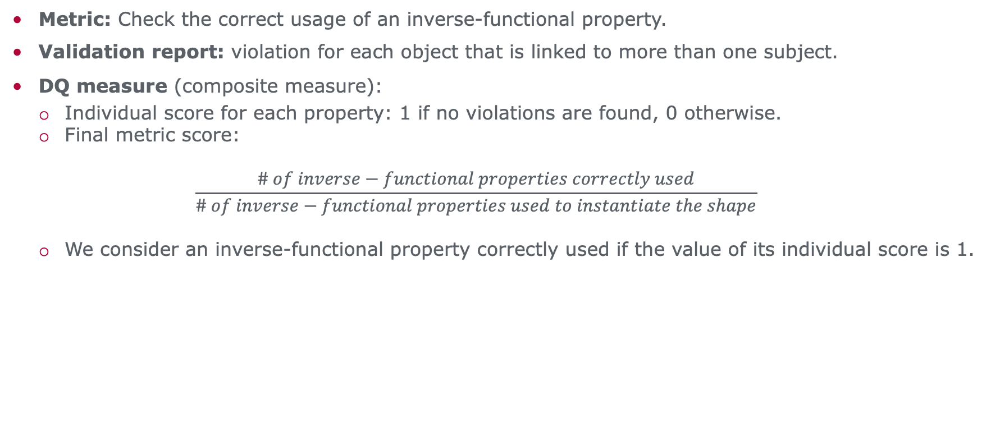 • Metric: Check the correct usage of an inverse-functional property.
• Validation report: violation for each object that is linked to more than one subject.
• DQ measure (composite measure):
o Individual score for each property: 1 if no violations are found, 0 otherwise.
o Final metric score:
# of inverse − functional properties correctly used
# of inverse − functional properties used to instantiate the shape
o We consider an inverse-functional property correctly used if the value of its individual score is 1.